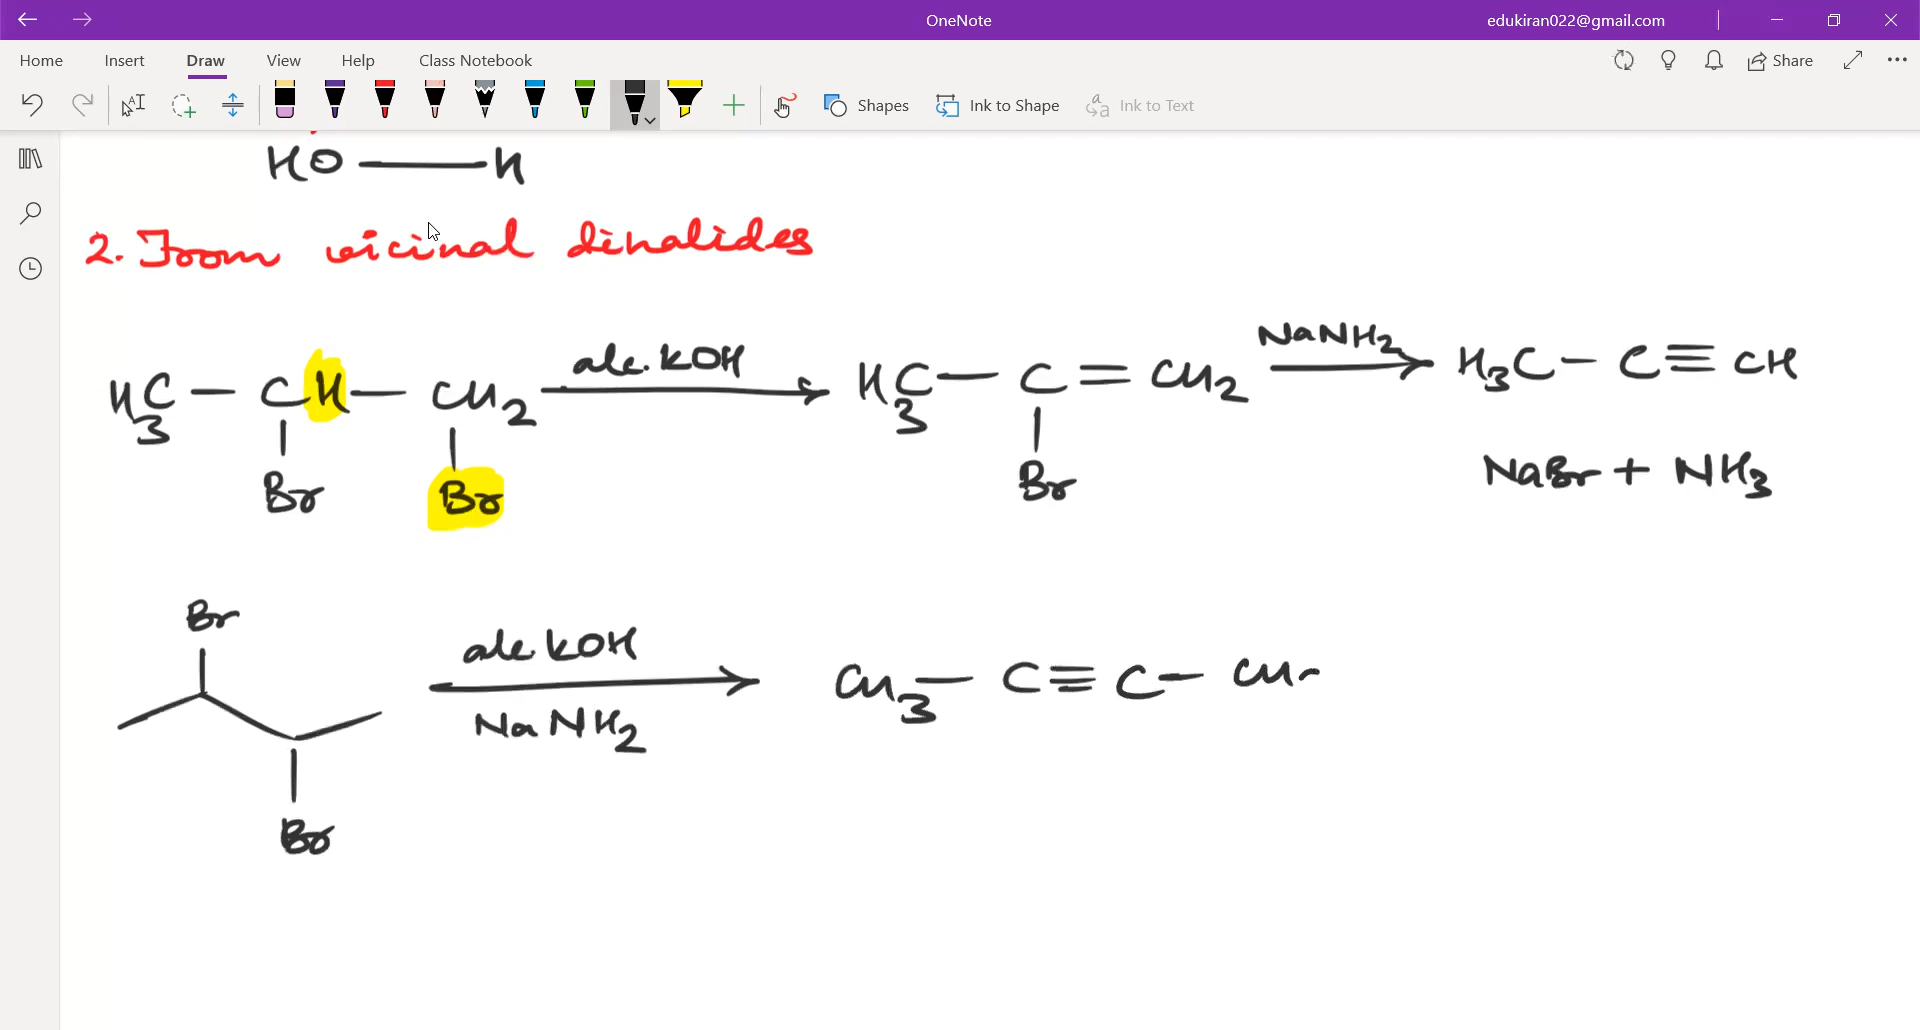 OneNote
edukiran022@gmail.com
Home Insert Draw View Help Class Notebook Share
Shapes Ink to Shape Ink to Text
HO — H
2. From vicinal dihalides
H3C — CH — CH2 alc. KOH H3C — C = CH2 NaNH2 H3C — C ≡ CH
Br Br Br NaBr + NH3
Br
alc. KOH
NaNH2
CH3 — C ≡ C — CH
Br